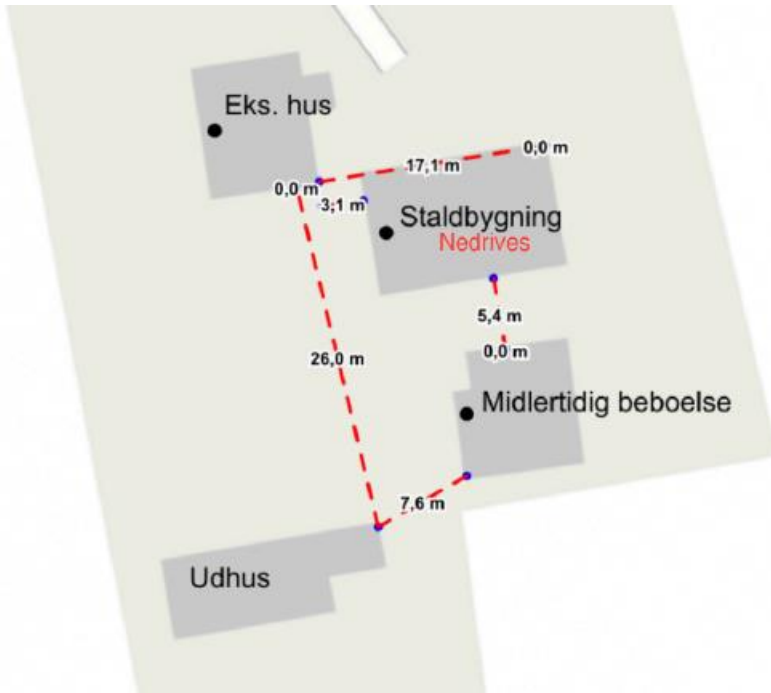 Eks. hus
0,0 m
17,1 m
0,0 m
3,1 m
Staldbygning
Nedrives
5,4 m
0,0 m
26,0 m
Midlertidig beboelse
7,6 m
Udhus